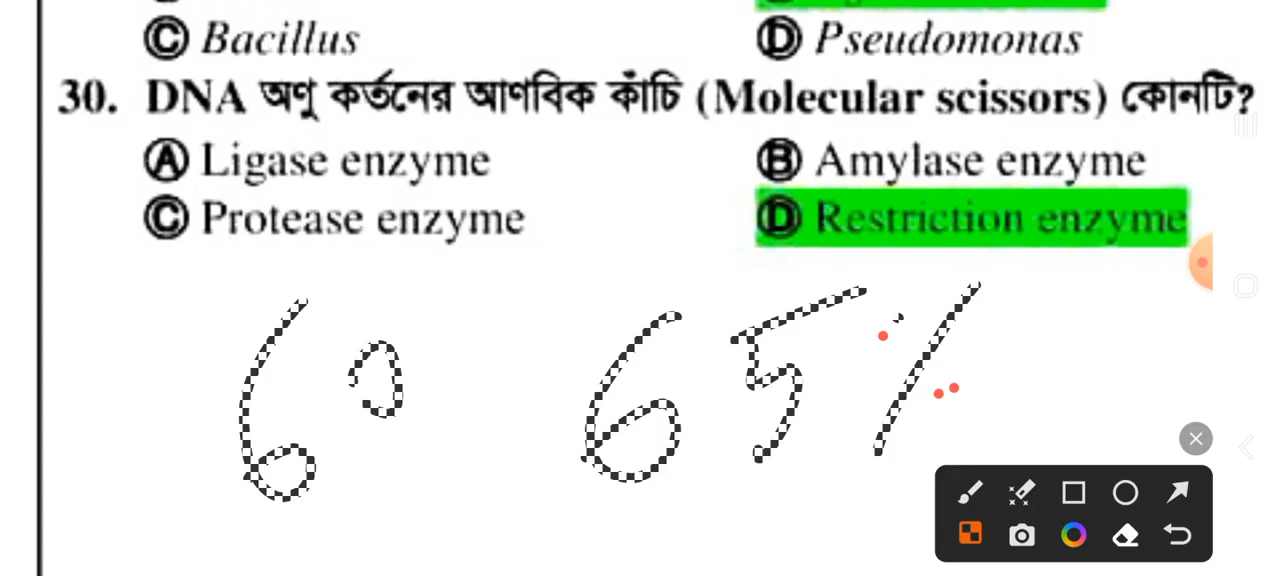 Ⓒ Bacillus Ⓓ Pseudomonas
30. DNA অণু কর্তনের আণবিক কাঁচি (Molecular scissors) কোনটি?
Ⓐ Ligase enzyme Ⓑ Amylase enzyme
Ⓒ Protease enzyme Ⓓ Restriction enzyme
60 65%